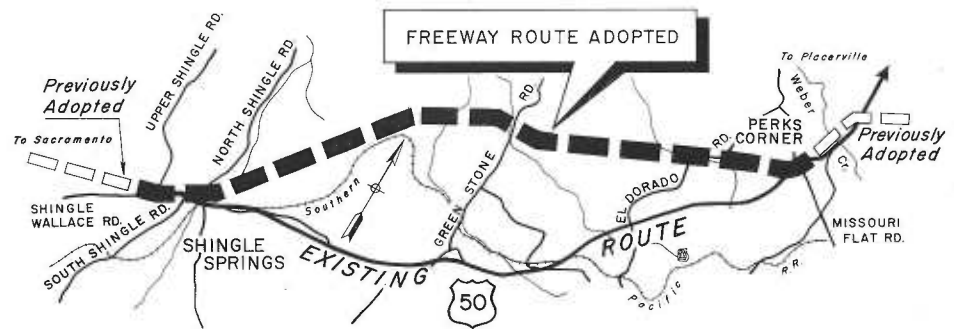 FREEWAY ROUTE ADOPTED
UPPER SHINGLE RD.
NORTH SHINGLE RD.
Previously
Adopted
To Sacramento
SHINGLE
WALLACE RD.
SOUTH SHINGLE RD.
SHINGLE
SPRINGS
Southern
GREEN STONE RD.
EXISTING
ROUTE
50
EL DORADO RD.
Pacific
R.R.
To Placerville
Weber
Cr.
PERKS
CORNER
Previously
Adopted
MISSOURI
FLAT RD.